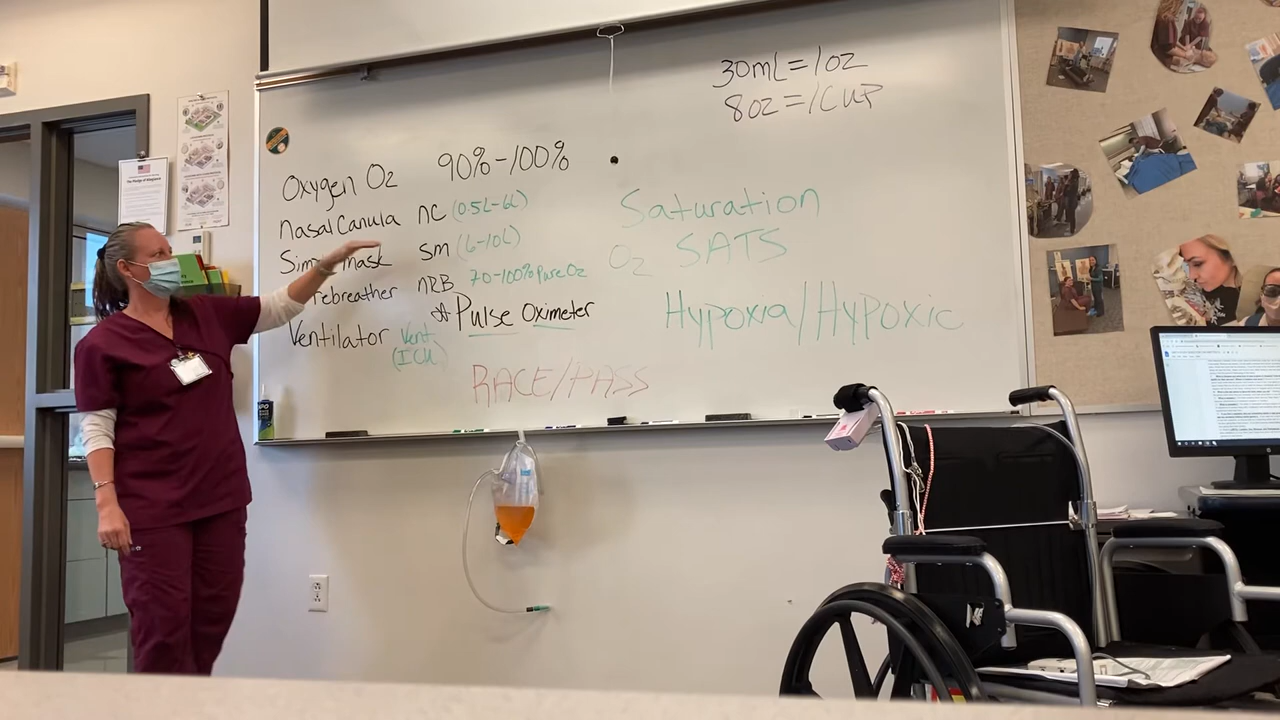 30mL=1oz
8oz=1CUP
Oxygen O2 90%-100%
Nasal Canula NC (0.5L-6L)
mask SM (6-10L)
rebreather NRB 70-100% Pure O2
*Pulse Oximeter
Ventilator Vent
(ICU)
Saturation
O2 SATS
Hypoxia/Hypoxic
RACE/PASS